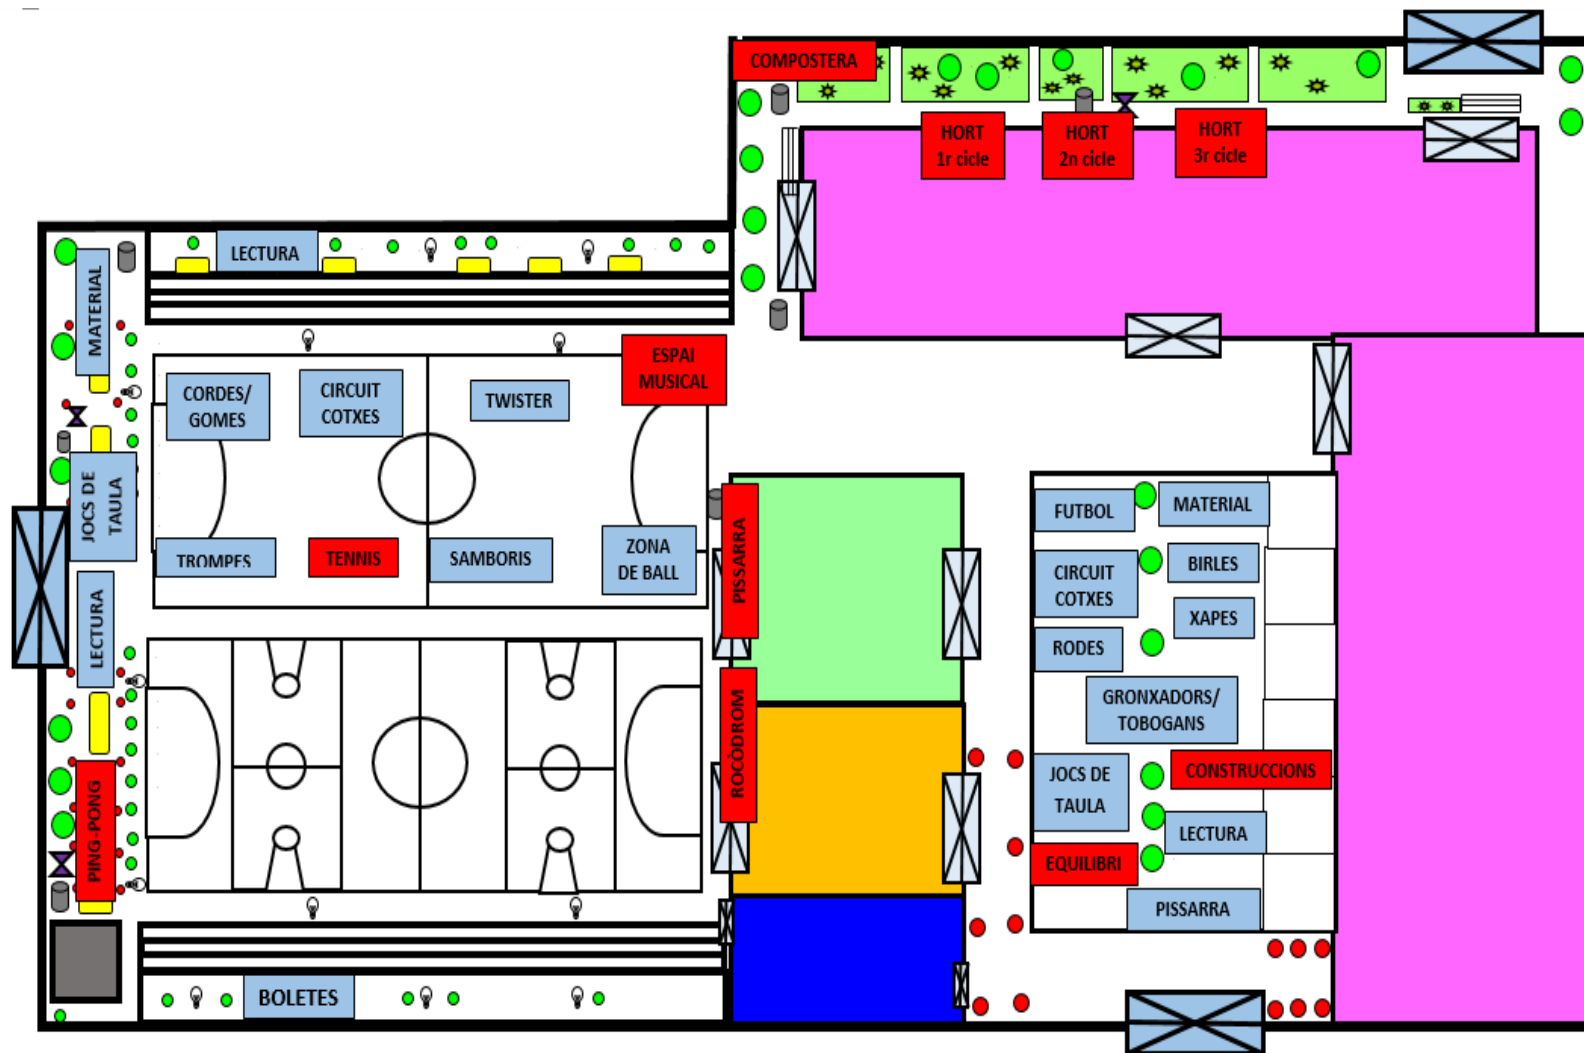 COMPOSTERA
HORT
1r cicle
HORT
2n cicle
HORT
3r cicle
LECTURA
MATERIAL
ESPAI
MUSICAL
CORDES/
GOMES
CIRCUIT
COTXES
TWISTER
JOCS DE
TAULA
TROMPES
TENNIS
SAMBORIS
ZONA
DE BALL
PISSARRA
LECTURA
ROCÒDROM
PING-PONG
BOLETES
FUTBOL
MATERIAL
CIRCUIT
COTXES
BIRLES
XAPES
RODES
GRONXADORS/
TOBOGANS
JOCS DE
TAULA
CONSTRUCCIONS
LECTURA
EQUILIBRI
PISSARRA